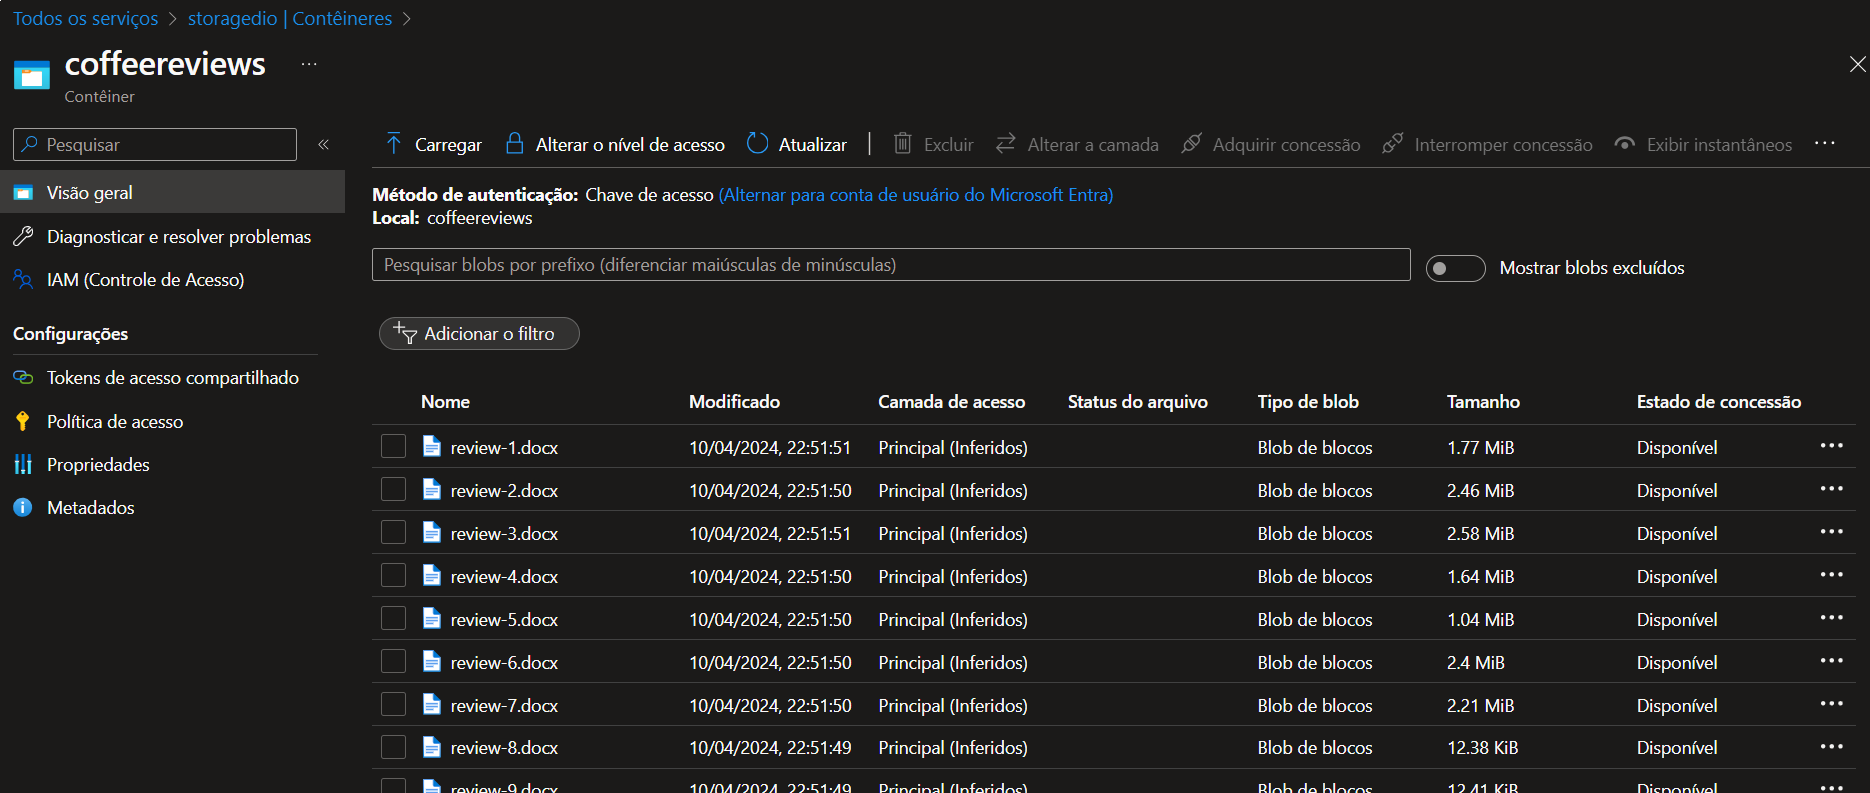 Todos os serviços > storagedio | Contêineres >
coffeereviews ...
Contêiner
Pesquisar
«
Visão geral
Diagnosticar e resolver problemas
IAM (Controle de Acesso)
Configurações
Tokens de acesso compartilhado
Política de acesso
Propriedades
Metadados
Carregar Alterar o nível de acesso Atualizar | Excluir Alterar a camada Adquirir concessão Interromper concessão Exibir instantâneos ...
Método de autenticação: Chave de acesso (Alternar para conta de usuário do Microsoft Entra)
Local: coffeereviews
Pesquisar blobs por prefixo (diferenciar maiúsculas de minúsculas) Mostrar blobs excluídos
Adicionar o filtro
Nome Modificado Camada de acesso Status do arquivo Tipo de blob Tamanho Estado de concessão
review-1.docx 10/04/2024, 22:51:51 Principal (Inferidos) Blob de blocos 1.77 MiB Disponível ...
review-2.docx 10/04/2024, 22:51:50 Principal (Inferidos) Blob de blocos 2.46 MiB Disponível ...
review-3.docx 10/04/2024, 22:51:51 Principal (Inferidos) Blob de blocos 2.58 MiB Disponível ...
review-4.docx 10/04/2024, 22:51:50 Principal (Inferidos) Blob de blocos 1.64 MiB Disponível ...
review-5.docx 10/04/2024, 22:51:50 Principal (Inferidos) Blob de blocos 1.04 MiB Disponível ...
review-6.docx 10/04/2024, 22:51:50 Principal (Inferidos) Blob de blocos 2.4 MiB Disponível ...
review-7.docx 10/04/2024, 22:51:50 Principal (Inferidos) Blob de blocos 2.21 MiB Disponível ...
review-8.docx 10/04/2024, 22:51:49 Principal (Inferidos) Blob de blocos 12.38 KiB Disponível ...
review-9.docx 10/04/2024, 22:51:49 Principal (Inferidos) Blob de blocos 12.41 KiB Disponível ...